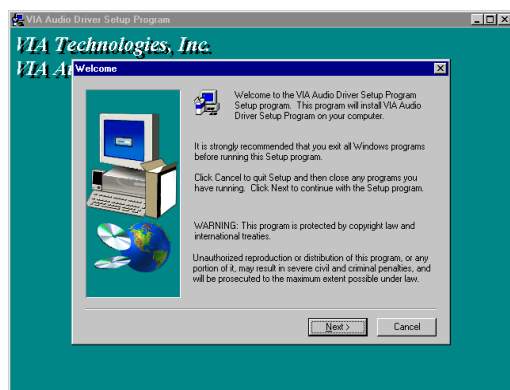 VIA Audio Driver Setup Program
VIA Technologies, Inc.
VIA
Welcome
Welcome to the VIA Audio Driver Setup Program
Setup program. This program will install VIA Audio
Driver Setup Program on your computer.
It is strongly recommended that you exit all Windows programs
before running this Setup program.
Click Cancel to quit Setup and then close any programs you
have running. Click Next to continue with the Setup program.
WARNING: This program is protected by copyright law and
international treaties.
Unauthorized reproduction or distribution of this program, or any
portion of it, may result in severe civil and criminal penalties, and
will be prosecuted to the maximum extent possible under law.
Next >
Cancel